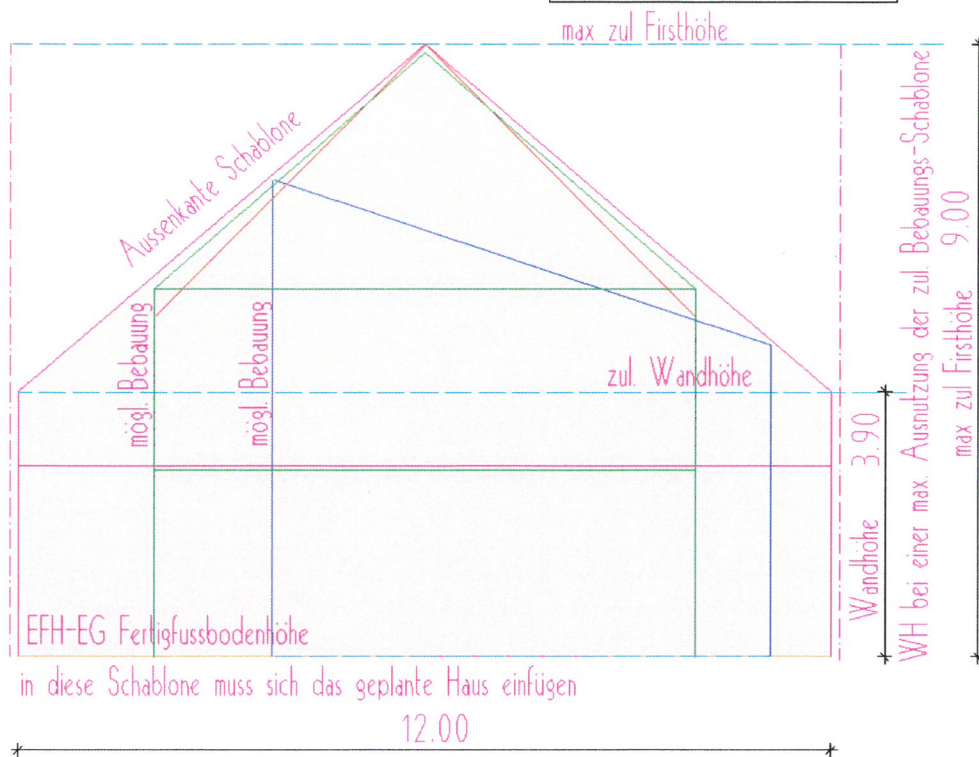 max zul Firsthöhe
Aussenkante Schablone
mögl. Bebauung
mögl. Bebauung
zul. Wandhöhe
EFH-EG Fertigfussbodenhöhe
in diese Schablone muss sich das geplante Haus einfügen
12.00
Wandhöhe 3.90
WH bei einer max. Ausnutzung der zul. Bebauungs-Schablone
max zul Firsthöhe 9.00